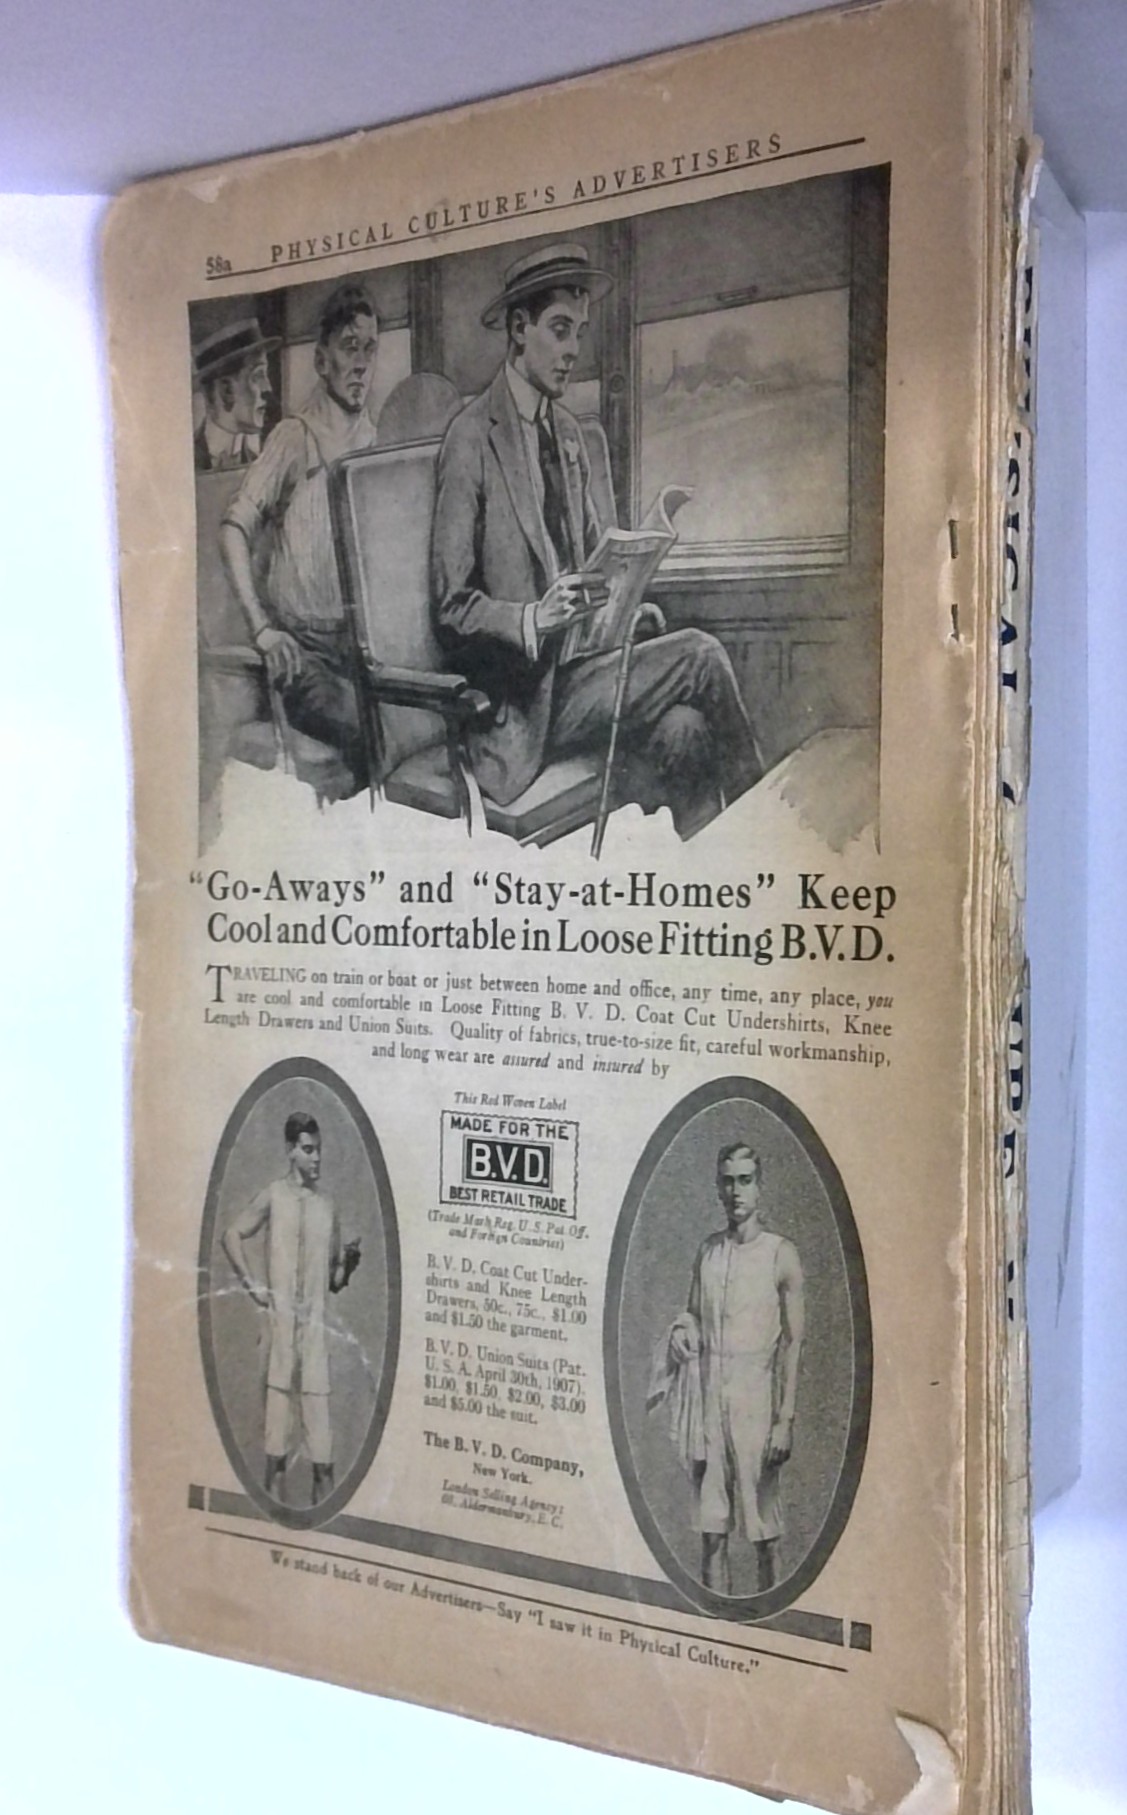 58a PHYSICAL CULTURE'S ADVERTISERS
“Go-Aways” and “Stay-at-Homes” Keep
Cool and Comfortable in Loose Fitting B.V.D.
TRAVELING on train or boat or just between home and office, any time, any place, you
are cool and comfortable in Loose Fitting B. V. D. Coat Cut Undershirts, Knee
Length Drawers and Union Suits. Quality of fabrics, true-to-size fit, careful workmanship,
and long wear are assured and insured by
This Red Woven Label
MADE FOR THE
B.V.D.
BEST RETAIL TRADE
(Trade Mark Reg. U. S. Pat. Off.
and Foreign Countries)
B. V. D. Coat Cut Under-
shirts and Knee Length
Drawers, 50c., 75c., $1.00
and $1.50 the garment.
B. V. D. Union Suits (Pat.
U. S. A. April 30th, 1907).
$1.00, $1.50, $2.00, $3.00
and $5.00 the suit.
The B. V. D. Company,
New York.
London Selling Agency:
Aldermanbury, E. C.
We stand back of our Advertisers—Say “I saw it in Physical Culture.”